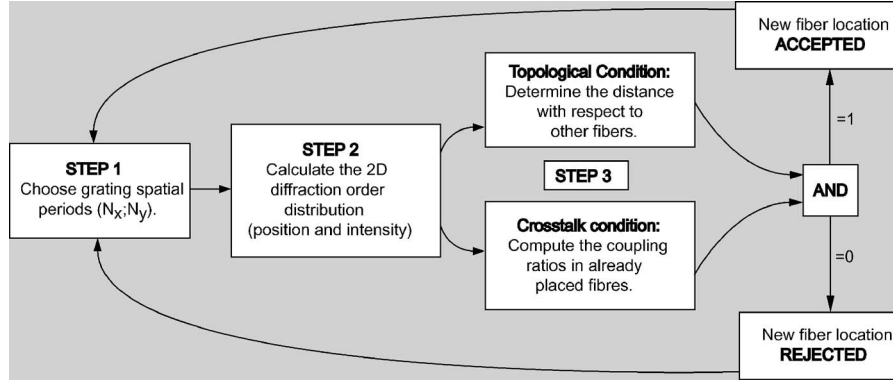 New fiber location
ACCEPTED
Topological Condition:
Determine the distance
with respect to
other fibers.
=1
STEP 1
Choose grating spatial
periods (Nx;Ny).
STEP 2
Calculate the 2D
diffraction order
distribution
(position and intensity)
STEP 3
AND
Crosstalk condition:
Compute the coupling
ratios in already
placed fibres.
=0
New fiber location
REJECTED